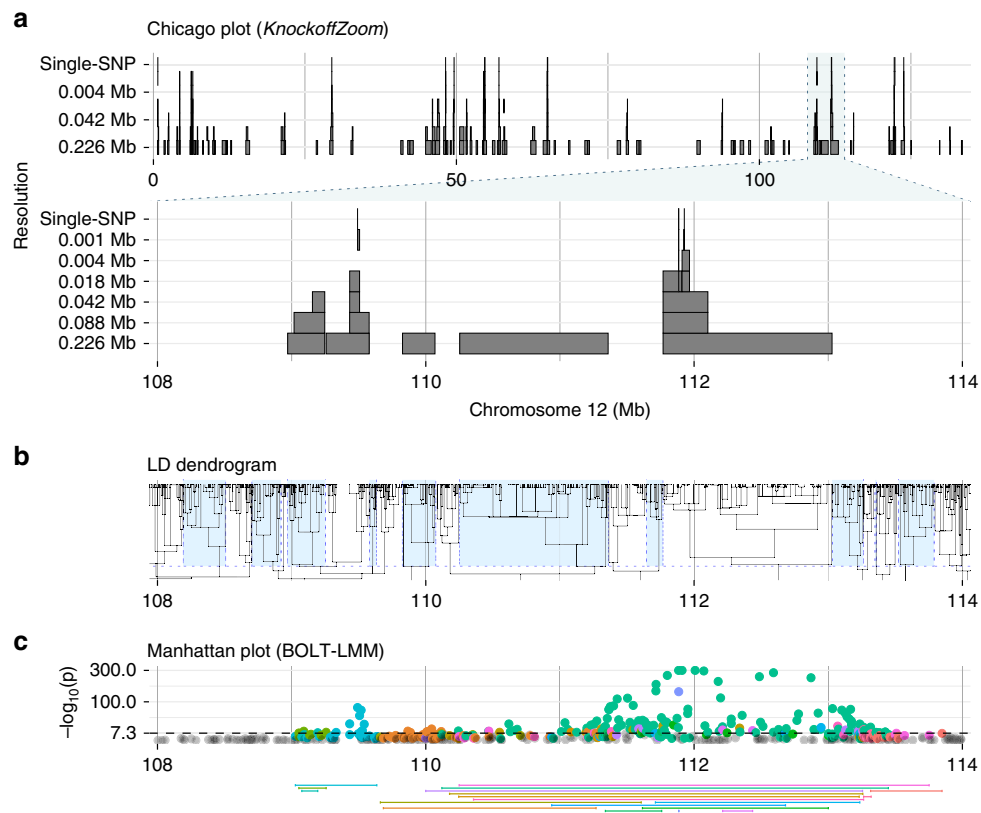 a
Chicago plot (KnockoffZoom)
Resolution
Single-SNP
0.004 Mb
0.042 Mb
0.226 Mb
0 50 100
Single-SNP
0.001 Mb
0.004 Mb
0.018 Mb
0.042 Mb
0.088 Mb
0.226 Mb
108 110 112 114
Chromosome 12 (Mb)
b
LD dendrogram
108 110 112 114
c
Manhattan plot (BOLT-LMM)
−log10(p)
300.0
100.0
7.3
108 110 112 114